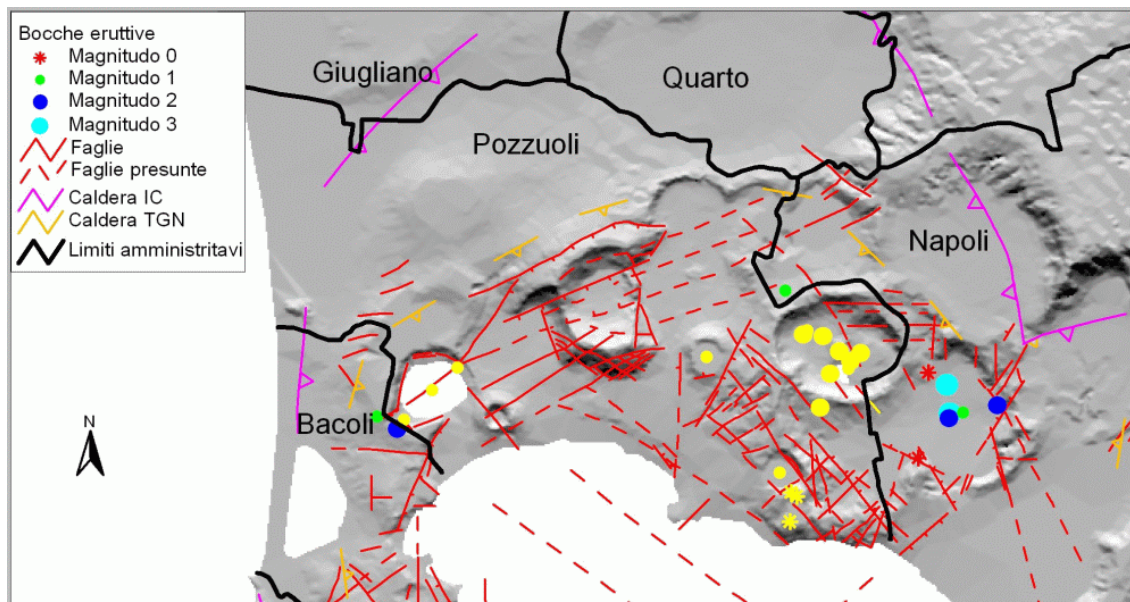 Bocche eruttive
Magnitudo 0
Magnitudo 1
Magnitudo 2
Magnitudo 3
Faglie
Faglie presunte
Caldera IC
Caldera TGN
Limiti amministritavi
Giugliano
Quarto
Pozzuoli
Napoli
Bacoli
N